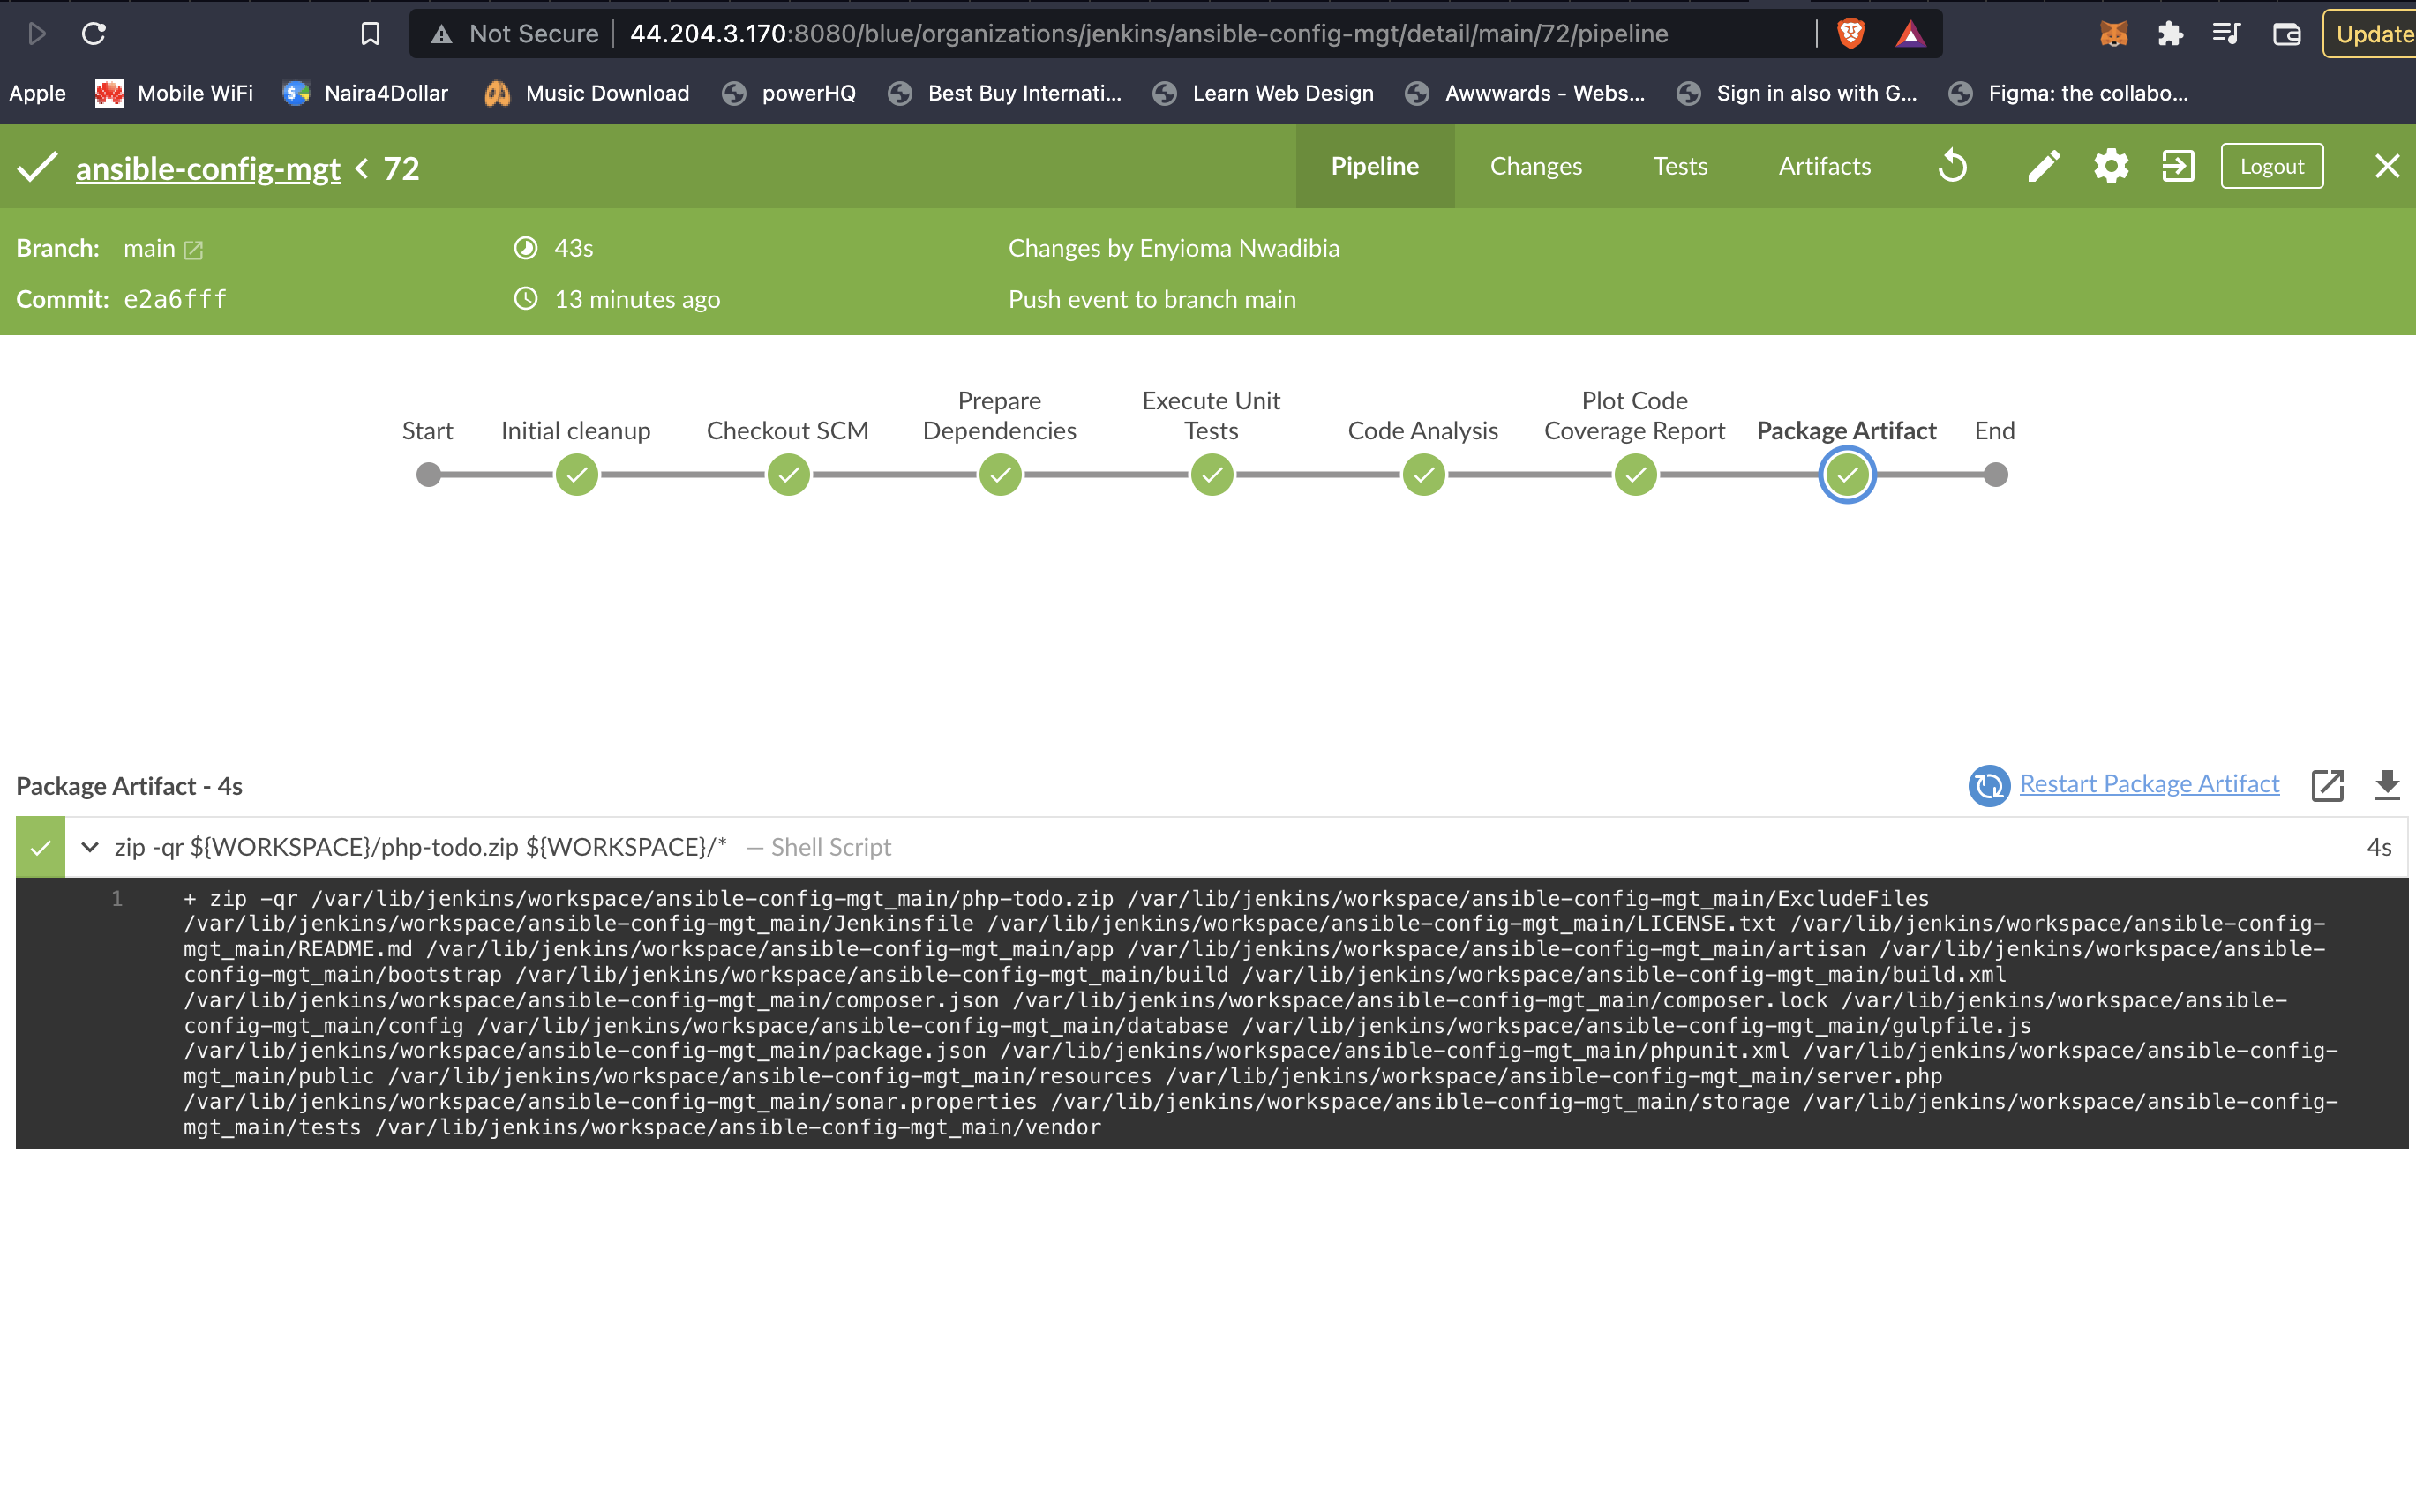 Not Secure 44.204.3.170:8080/blue/organizations/jenkins/ansible-config-mgt/detail/main/72/pipeline Update
Apple Mobile WiFi Naira4Dollar Music Download powerHQ Best Buy Internati... Learn Web Design Awwwards - Webs... Sign in also with G... Figma: the collabo...
ansible-config-mgt < 72 Pipeline Changes Tests Artifacts Logout
Branch: main 43s Changes by Enyioma Nwadibia
Commit: e2a6fff 13 minutes ago Push event to branch main
Prepare Execute Unit Plot Code
Start Initial cleanup Checkout SCM Dependencies Tests Code Analysis Coverage Report Package Artifact End
Package Artifact - 4s Restart Package Artifact
zip -qr ${WORKSPACE}/php-todo.zip ${WORKSPACE}/* — Shell Script 4s
1 + zip -qr /var/lib/jenkins/workspace/ansible-config-mgt_main/php-todo.zip /var/lib/jenkins/workspace/ansible-config-mgt_main/ExcludeFiles
/var/lib/jenkins/workspace/ansible-config-mgt_main/Jenkinsfile /var/lib/jenkins/workspace/ansible-config-mgt_main/LICENSE.txt /var/lib/jenkins/workspace/ansible-config-
mgt_main/README.md /var/lib/jenkins/workspace/ansible-config-mgt_main/app /var/lib/jenkins/workspace/ansible-config-mgt_main/artisan /var/lib/jenkins/workspace/ansible-
config-mgt_main/bootstrap /var/lib/jenkins/workspace/ansible-config-mgt_main/build /var/lib/jenkins/workspace/ansible-config-mgt_main/build.xml
/var/lib/jenkins/workspace/ansible-config-mgt_main/composer.json /var/lib/jenkins/workspace/ansible-config-mgt_main/composer.lock /var/lib/jenkins/workspace/ansible-
config-mgt_main/config /var/lib/jenkins/workspace/ansible-config-mgt_main/database /var/lib/jenkins/workspace/ansible-config-mgt_main/gulpfile.js
/var/lib/jenkins/workspace/ansible-config-mgt_main/package.json /var/lib/jenkins/workspace/ansible-config-mgt_main/phpunit.xml /var/lib/jenkins/workspace/ansible-config-
mgt_main/public /var/lib/jenkins/workspace/ansible-config-mgt_main/resources /var/lib/jenkins/workspace/ansible-config-mgt_main/server.php
/var/lib/jenkins/workspace/ansible-config-mgt_main/sonar.properties /var/lib/jenkins/workspace/ansible-config-mgt_main/storage /var/lib/jenkins/workspace/ansible-config-
mgt_main/tests /var/lib/jenkins/workspace/ansible-config-mgt_main/vendor